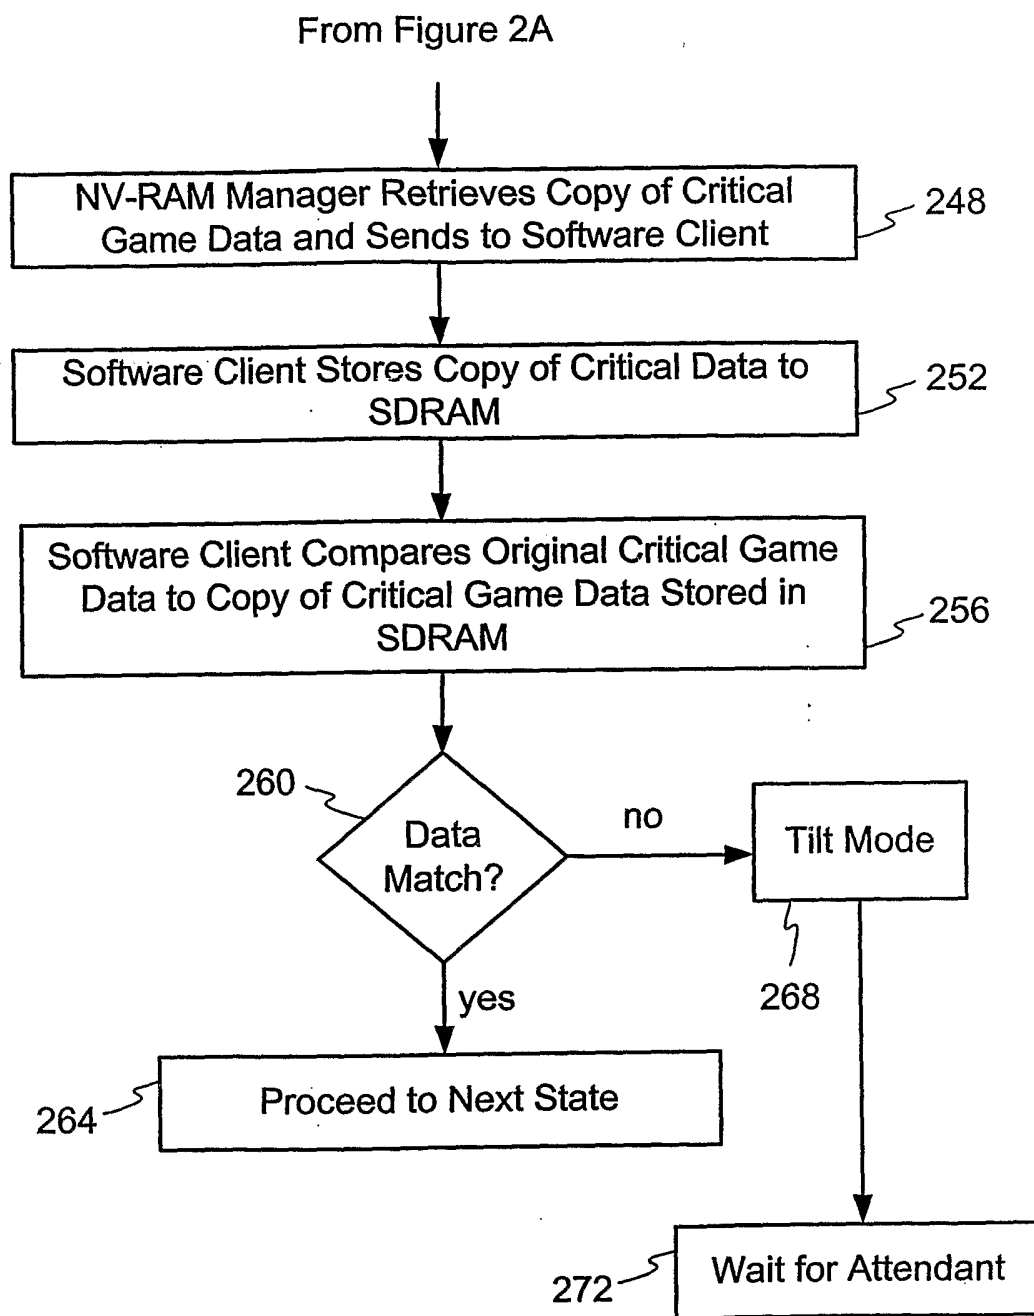 From Figure 2A
NV-RAM Manager Retrieves Copy of Critical
Game Data and Sends to Software Client
248
Software Client Stores Copy of Critical Data to
SDRAM
252
Software Client Compares Original Critical Game
Data to Copy of Critical Game Data Stored in
SDRAM
256
260
Data
Match?
no
Tilt Mode
268
yes
264
Proceed to Next State
272
Wait for Attendant